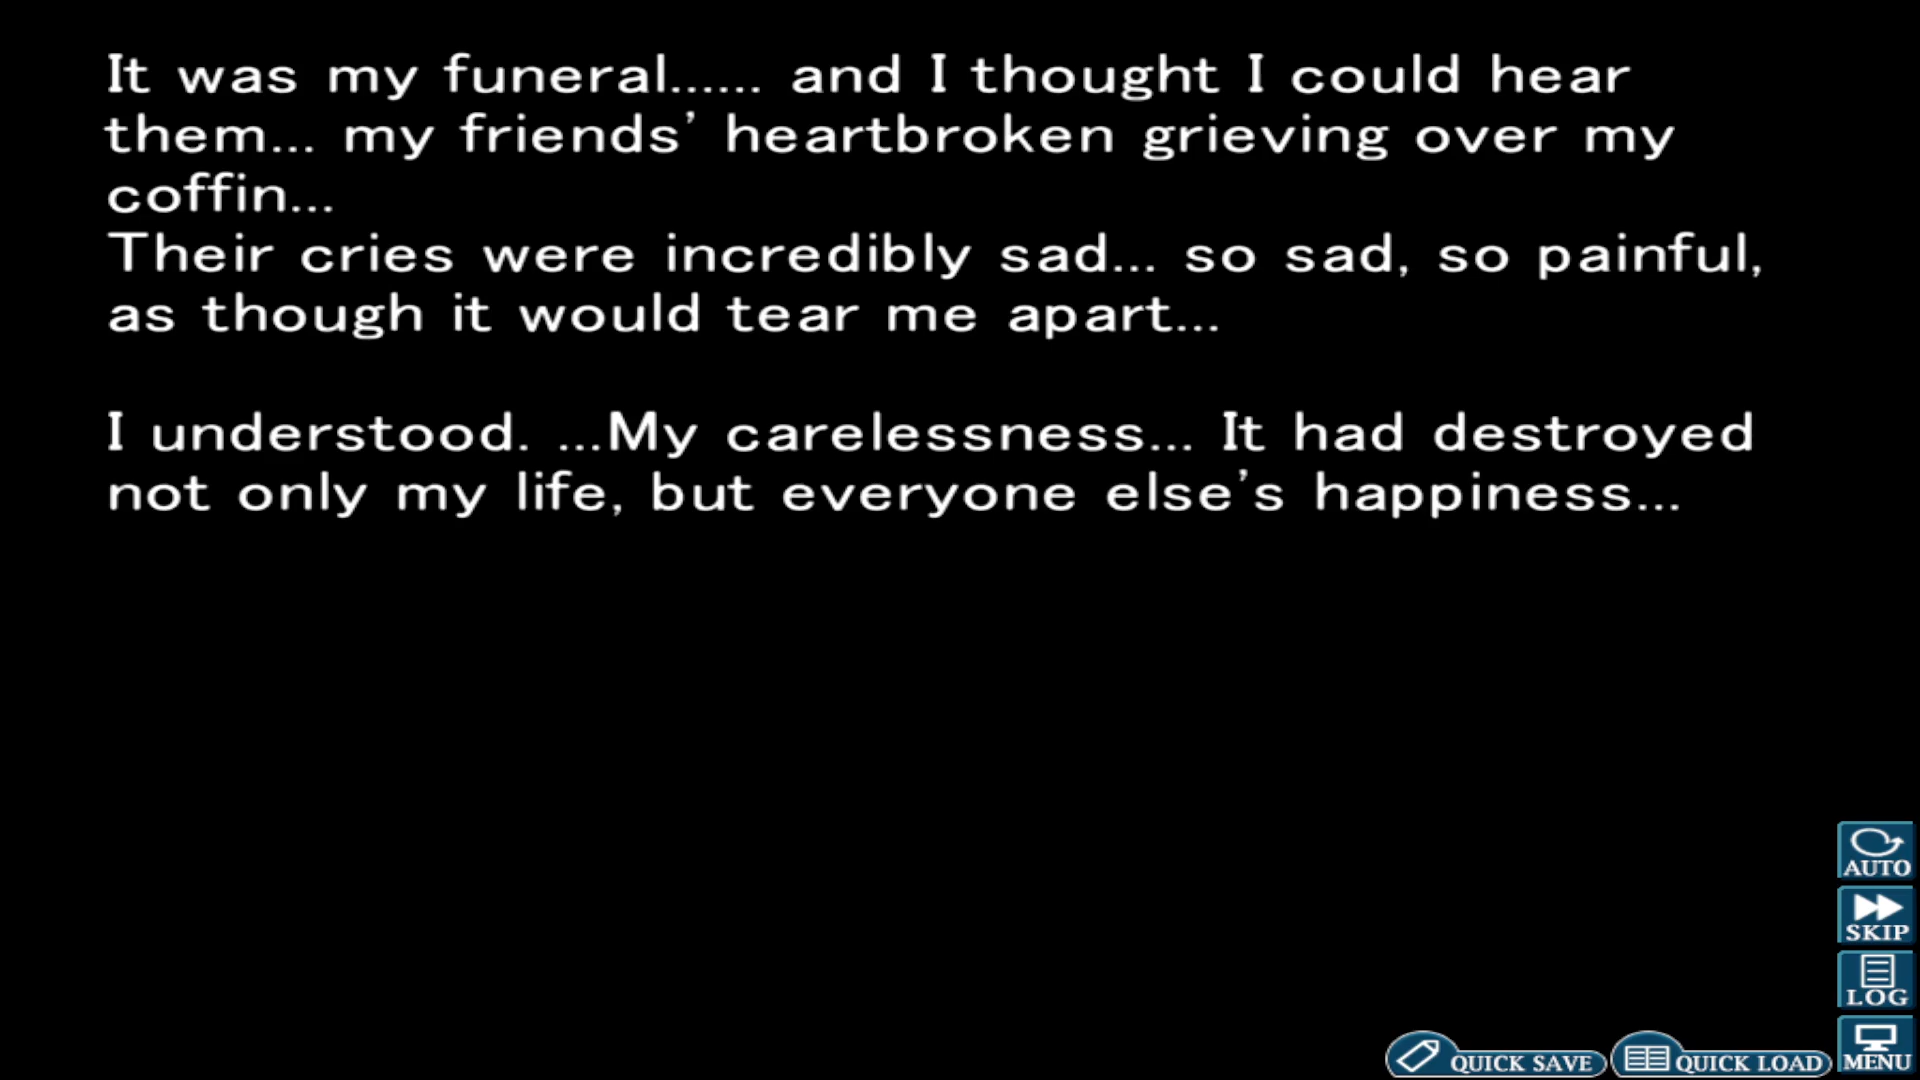 It was my funeral...... and I thought I could hear
them... my friends' heartbroken grieving over my
coffin...
Their cries were incredibly sad... so sad, so painful,
as though it would tear me apart...
I understood. ...My carelessness... It had destroyed
not only my life, but everyone else's happiness...
AUTO
SKIP
LOG
MENU
QUICK SAVE
QUICK LOAD